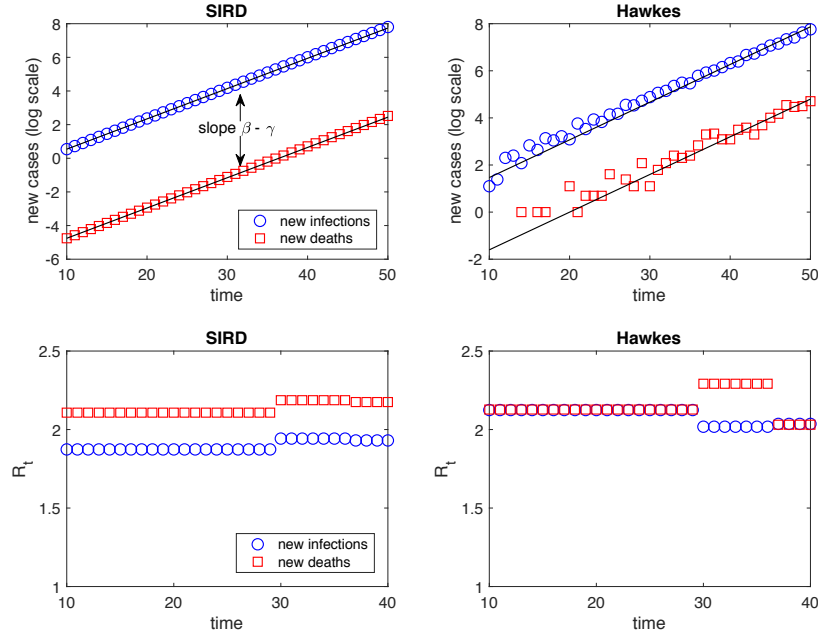 SIRD
8
6
4
2
0
-2
-4
-6
new cases (log scale)
slope β - γ
new infections
new deaths
10 20 30 40 50
time
Hawkes
8
6
4
2
0
-2
new cases (log scale)
10 20 30 40 50
time
SIRD
2.5
2
1.5
1
R_t
new infections
new deaths
10 20 30 40
time
Hawkes
2.5
2
1.5
1
R_t
10 20 30 40
time